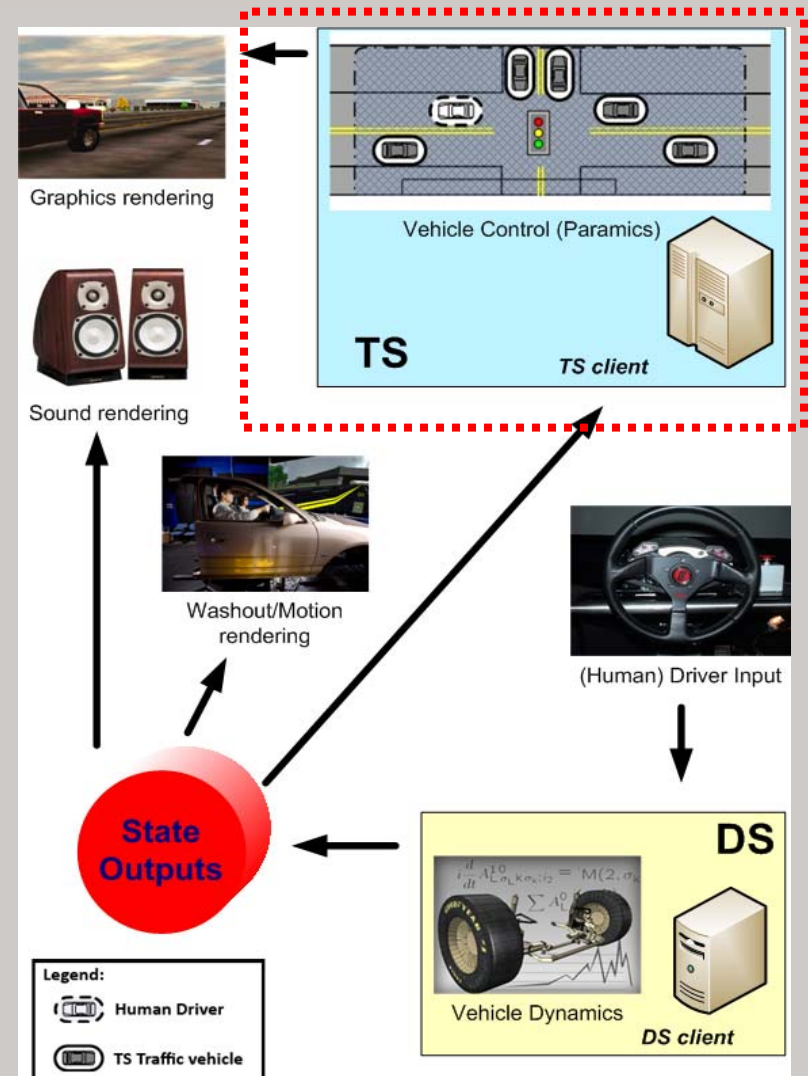 Graphics rendering
Vehicle Control (Paramics)
TS
TS client
Sound rendering
Washout/Motion
rendering
(Human) Driver Input
State
Outputs
DS
Vehicle Dynamics
DS client
Legend:
Human Driver
TS Traffic vehicle